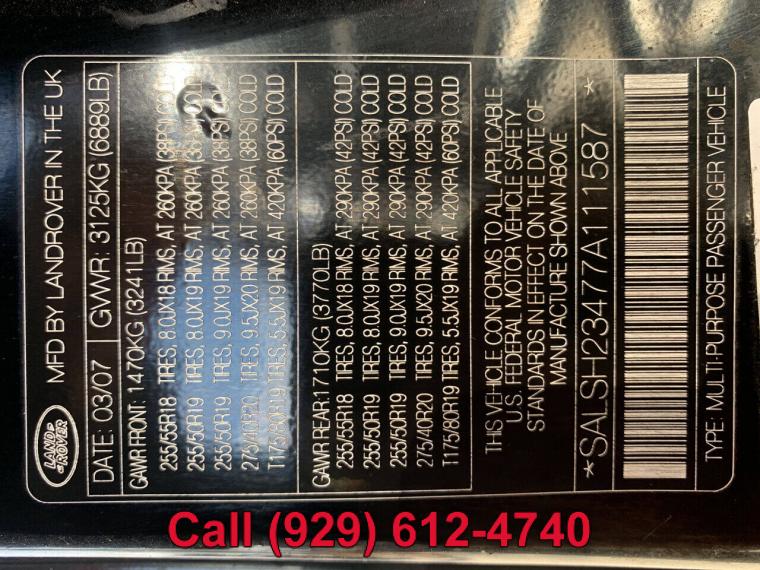 LAND ROVER
MFD BY LANDROVER IN THE UK
DATE: 03/07 GVWR: 3125KG (6889LB)
GAWR FRONT: 1470KG (3241LB)
255/55R18 TIRES, 8.0JX18 RIMS, AT 260KPA (38PSI) COLD
255/50R19 TIRES, 8.0JX19 RIMS, AT 260KPA (38PSI) COLD
255/50R19 TIRES, 9.0JX19 RIMS, AT 260KPA (38PSI) COLD
275/40R20 TIRES, 9.5JX20 RIMS, AT 260KPA (38PSI) COLD
T175/80R19 TIRES, 5.5JX19 RIMS, AT 420KPA (60PSI) COLD
GAWR REAR: 1710KG (3770LB)
255/55R18 TIRES, 8.0JX18 RIMS, AT 290KPA (42PSI) COLD
255/50R19 TIRES, 8.0JX19 RIMS, AT 290KPA (42PSI) COLD
255/50R19 TIRES, 9.0JX19 RIMS, AT 290KPA (42PSI) COLD
275/40R20 TIRES, 9.5JX20 RIMS, AT 290KPA (42PSI) COLD
T175/80R19 TIRES, 5.5JX19 RIMS, AT 420KPA (60PSI) COLD
THIS VEHICLE CONFORMS TO ALL APPLICABLE
U.S. FEDERAL MOTOR VEHICLE SAFETY
STANDARDS IN EFFECT ON THE DATE OF
MANUFACTURE SHOWN ABOVE
*SALSH23477A111587 *
TYPE: MULTI-PURPOSE PASSENGER VEHICLE
Call (929) 612-4740